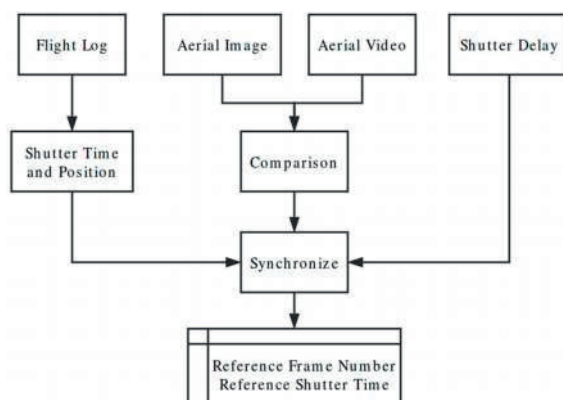 Flight Log
Aerial Image
Aerial Video
Shutter Delay
Shutter Time
and Position
Comparison
Synchronize
Reference Frame Number
Reference Shutter Time